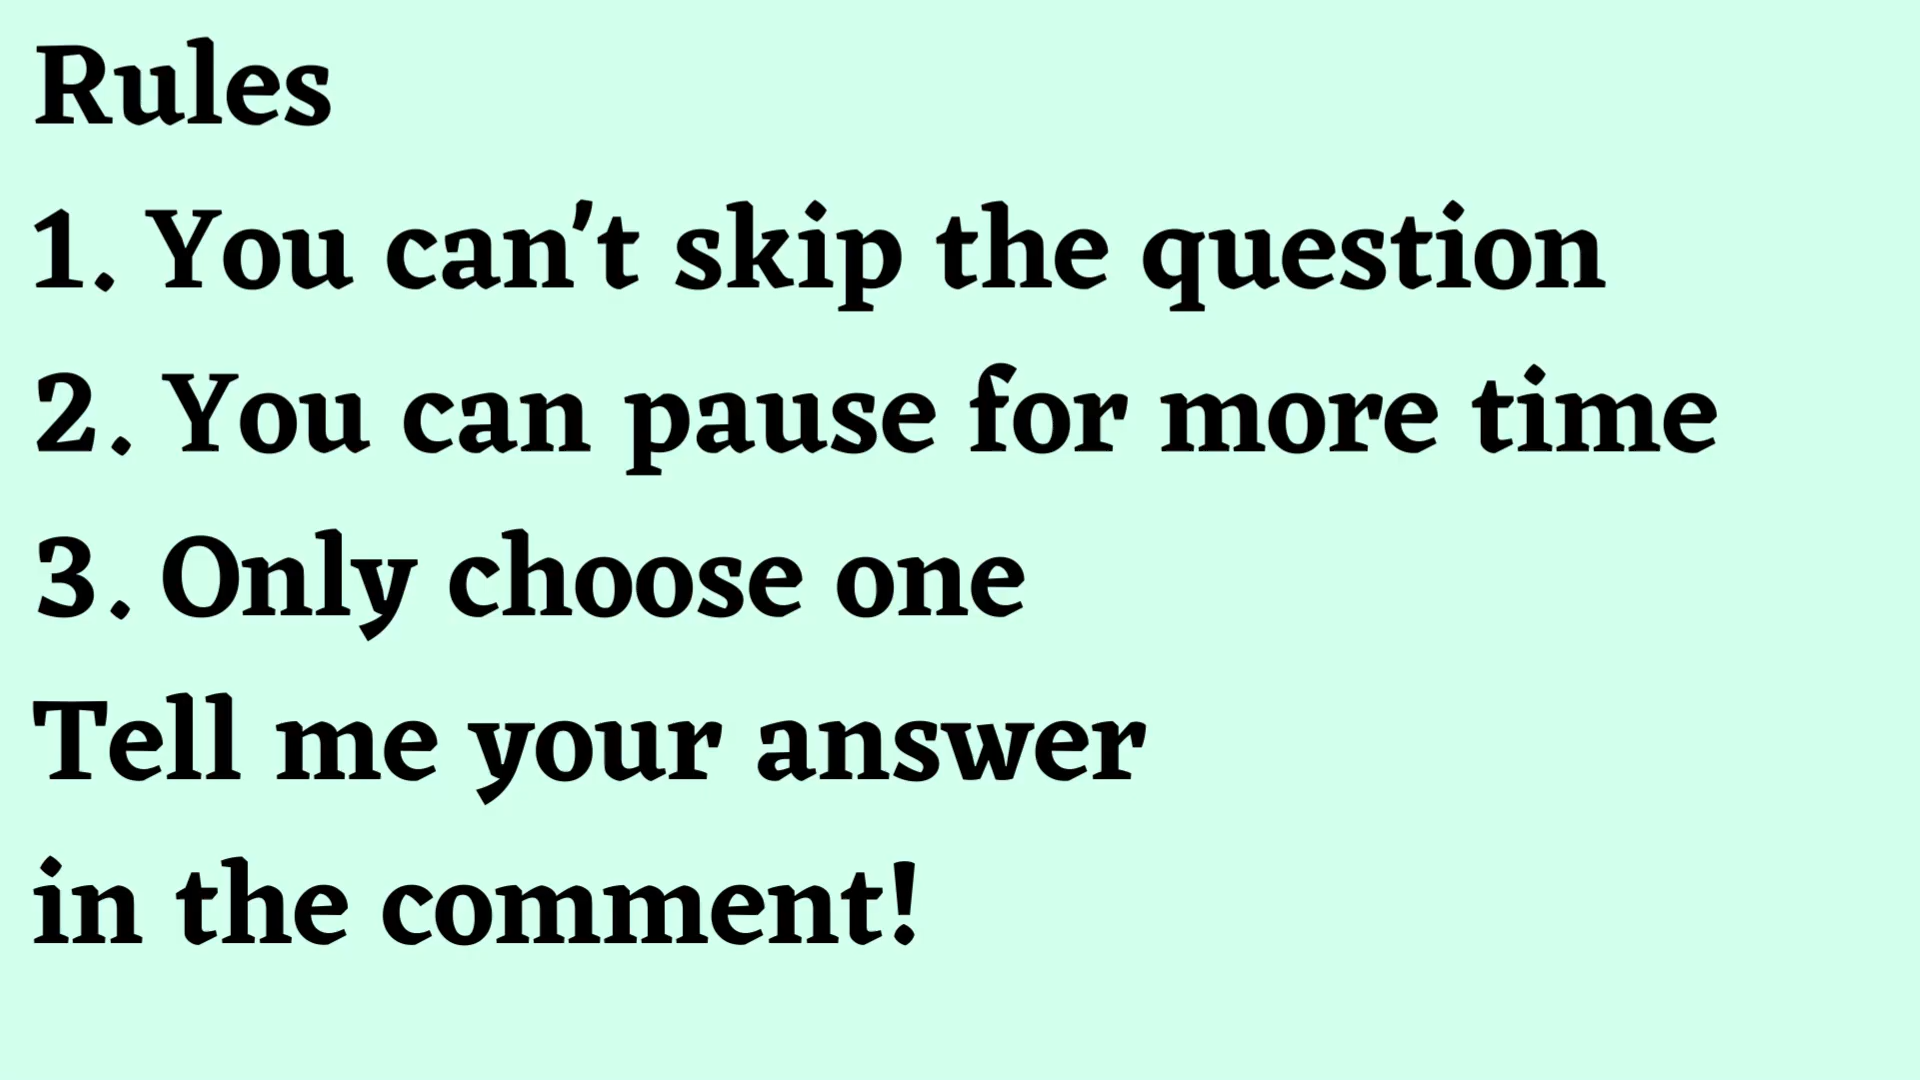 Rules
1. You can't skip the question
2. You can pause for more time
3. Only choose one
Tell me your answer
in the comment!